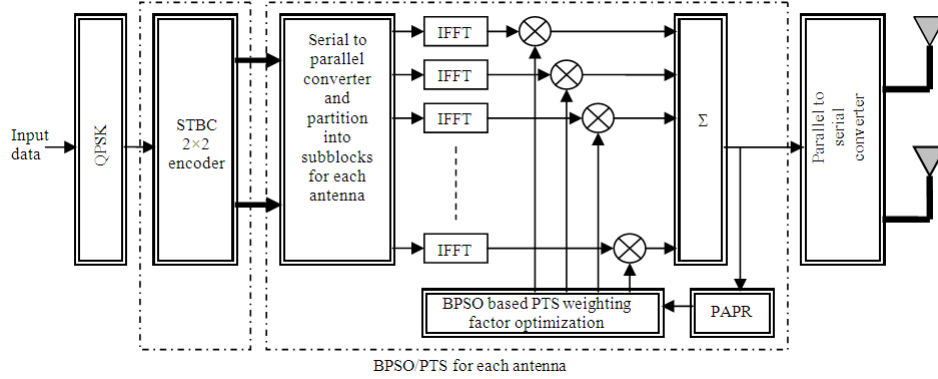 Input
data
QPSK
STBC
2×2
encoder
Serial to
parallel
converter
and
partition
into
subblocks
for each
antenna
IFFT
IFFT
IFFT
IFFT
Σ
Parallel to
serial
converter
BPSO based PTS weighting
factor optimization
PAPR
BPSO/PTS for each antenna